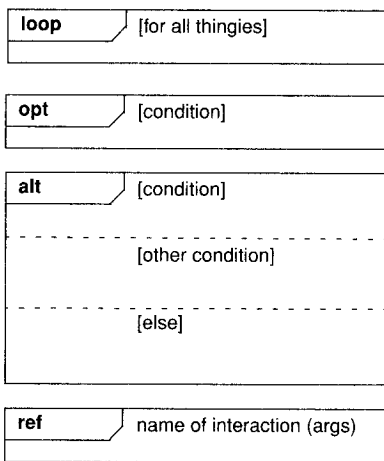 loop [for all thingies]
opt [condition]
alt [condition]
[other condition]
[else]
ref name of interaction (args)